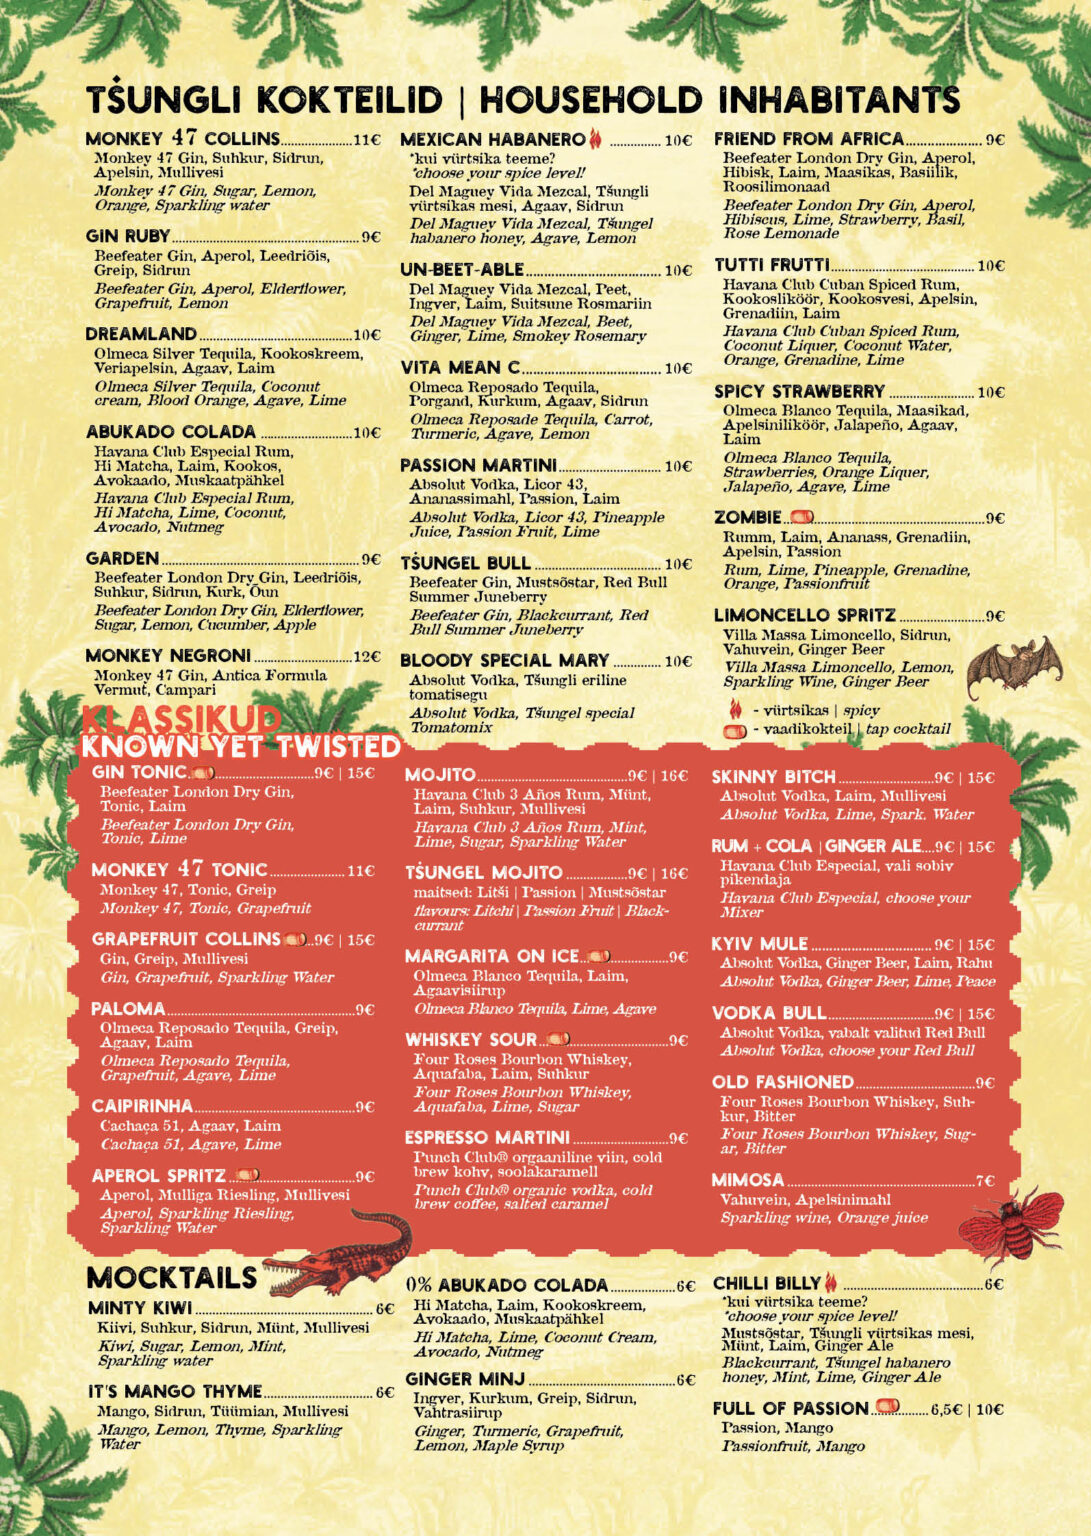 TŠUNGLI KOKTEILID | HOUSEHOLD INHABITANTS
MONKEY 47 COLLINS 11€
Monkey 47 Gin, Suhkur, Sidrun,
Apelsin, Mullivesi
Monkey 47 Gin, Sugar, Lemon,
Orange, Sparkling water
GIN RUBY 9€
Beefeater Gin, Aperol, Leedriõis,
Greip, Sidrun
Beefeater Gin, Aperol, Elderflower,
Grapefruit, Lemon
DREAMLAND 10€
Olmeca Silver Tequila, Kookoskreem,
Veriapelsin, Agaav, Laim
Olmeca Silver Tequila, Coconut
cream, Blood Orange, Agave, Lime
ABUKADO COLADA 10€
Havana Club Especial Rum,
Hi Matcha, Laim, Kookos,
Avokaado, Muskaatpähkel
Havana Club Especial Rum,
Hi Matcha, Lime, Coconut,
Avocado, Nutmeg
GARDEN 9€
Beefeater London Dry Gin, Leedriõis,
Suhkur, Sidrun, Kurk, Õun
Beefeater London Dry Gin, Elderflower,
Sugar, Lemon, Cucumber, Apple
MONKEY NEGRONI 12€
Monkey 47 Gin, Antica Formula
Vermut, Campari
MEXICAN HABANERO 10€
*kui vürtsika teeme?
*choose your spice level!
Del Maguey Vida Mezcal, Tšungli
vürtsikas mesi, Agaav, Sidrun
Del Maguey Vida Mezcal, Tšungel
habanero honey, Agave, Lemon
UN-BEET-ABLE 10€
Del Maguey Vida Mezcal, Peet,
Ingver, Laim, Suitsune Rosmariin
Del Maguey Vida Mezcal, Beet,
Ginger, Lime, Smokey Rosemary
VITA MEAN C 10€
Olmeca Reposado Tequila,
Porgand, Kurkum, Agaav, Sidrun
Olmeca Reposade Tequila, Carrot,
Turmeric, Agave, Lemon
PASSION MARTINI 10€
Absolut Vodka, Licor 43,
Ananassimahl, Passion, Laim
Absolut Vodka, Licor 43, Pineapple
Juice, Passion Fruit, Lime
TŠUNGEL BULL 10€
Beefeater Gin, Mustsõstar, Red Bull
Summer Juneberry
Beefeater Gin, Blackcurrant, Red
Bull Summer Juneberry
BLOODY SPECIAL MARY 10€
Absolut Vodka, Tšungli eriline
tomatisegu
Absolut Vodka, Tšungel special
Tomatomix
FRIEND FROM AFRICA 9€
Beefeater London Dry Gin, Aperol,
Hibisk, Laim, Maasikas, Basiilik,
Roosilimonaad
Beefeater London Dry Gin, Aperol,
Hibiscus, Lime, Strawberry, Basil,
Rose Lemonade
TUTTI FRUTTI 10€
Havana Club Cuban Spiced Rum,
Kookosliköör, Kookosvesi, Apelsin,
Grenadiin, Laim
Havana Club Cuban Spiced Rum,
Coconut Liquer, Coconut Water,
Orange, Grenadine, Lime
SPICY STRAWBERRY 10€
Olmeca Blanco Tequila, Maasikad,
Apelsiniliköör, Jalapeño, Agaav,
Laim
Olmeca Blanco Tequila,
Strawberries, Orange Liquer,
Jalapeño, Agave, Lime
ZOMBIE 9€
Rumm, Laim, Ananass, Grenadiin,
Apelsin, Passion
Rum, Lime, Pineapple, Grenadine,
Orange, Passionfruit
LIMONCELLO SPRITZ 9€
Villa Massa Limoncello, Sidrun,
Vahuvein, Ginger Beer
Villa Massa Limoncello, Lemon,
Sparkling Wine, Ginger Beer
- vürtsikas | spicy
- vaadikokteil | tap cocktail
KLASSIKUD
KNOWN YET TWISTED
GIN TONIC 9€ | 15€
Beefeater London Dry Gin,
Tonic, Laim
Beefeater London Dry Gin,
Tonic, Lime
MONKEY 47 TONIC 11€
Monkey 47, Tonic, Greip
Monkey 47, Tonic, Grapefruit
GRAPEFRUIT COLLINS 9€ | 15€
Gin, Greip, Mullivesi
Gin, Grapefruit, Sparkling Water
PALOMA 9€
Olmeca Reposado Tequila, Greip,
Agaav, Laim
Olmeca Reposado Tequila,
Grapefruit, Agave, Lime
CAIPIRINHA 9€
Cachaça 51, Agaav, Laim
Cachaça 51, Agave, Lime
APEROL SPRITZ 9€
Aperol, Mulliga Riesling, Mullivesi
Aperol, Sparkling Riesling,
Sparkling Water
MOJITO 9€ | 16€
Havana Club 3 Años Rum, Münt,
Laim, Suhkur, Mullivesi
Havana Club 3 Años Rum, Mint,
Lime, Sugar, Sparkling Water
TŠUNGEL MOJITO 9€ | 16€
maitsed: Litši | Passion | Mustsõstar
flavours: Litchi | Passion Fruit | Black-
currant
MARGARITA ON ICE 9€
Olmeca Blanco Tequila, Laim,
Agaavisiirup
Olmeca Blanco Tequila, Lime, Agave
WHISKEY SOUR 9€
Four Roses Bourbon Whiskey,
Aquafaba, Laim, Suhkur
Four Roses Bourbon Whiskey,
Aquafaba, Lime, Sugar
ESPRESSO MARTINI 9€
Punch Club® orgaaniline viin, cold
brew kohv, soolakaramell
Punch Club® organic vodka, cold
brew coffee, salted caramel
SKINNY BITCH 9€ | 15€
Absolut Vodka, Laim, Mullivesi
Absolut Vodka, Lime, Spark. Water
RUM + COLA | GINGER ALE 9€ | 15€
Havana Club Especial, vali sobiv
pikendaja
Havana Club Especial, choose your
Mixer
KYIV MULE 9€ | 15€
Absolut Vodka, Ginger Beer, Laim, Rahu
Absolut Vodka, Ginger Beer, Lime, Peace
VODKA BULL 9€ | 15€
Absolut Vodka, vabalt valitud Red Bull
Absolut Vodka, choose your Red Bull
OLD FASHIONED 9€
Four Roses Bourbon Whiskey, Suh-
kur, Bitter
Four Roses Bourbon Whiskey, Sug-
ar, Bitter
MIMOSA 7€
Vahuvein, Apelsinimahl
Sparkling wine, Orange juice
MOCKTAILS
MINTY KIWI 6€
Kiivi, Suhkur, Sidrun, Münt, Mullivesi
Kiwi, Sugar, Lemon, Mint,
Sparkling water
IT'S MANGO THYME 6€
Mango, Sidrun, Tüümian, Mullivesi
Mango, Lemon, Thyme, Sparkling
Water
0% ABUKADO COLADA 6€
Hi Matcha, Laim, Kookoskreem,
Avokaado, Muskaatpähkel
Hi Matcha, Lime, Coconut Cream,
Avocado, Nutmeg
GINGER MINJ 6€
Ingver, Kurkum, Greip, Sidrun,
Vahtrasiirup
Ginger, Turmeric, Grapefruit,
Lemon, Maple Syrup
CHILLI BILLY 6€
*kui vürtsika teeme?
*choose your spice level!
Mustsõstar, Tšungli vürtsikas mesi,
Münt, Laim, Ginger Ale
Blackcurrant, Tšungel habanero
honey, Mint, Lime, Ginger Ale
FULL OF PASSION 6,5€ | 10€
Passion, Mango
Passionfruit, Mango